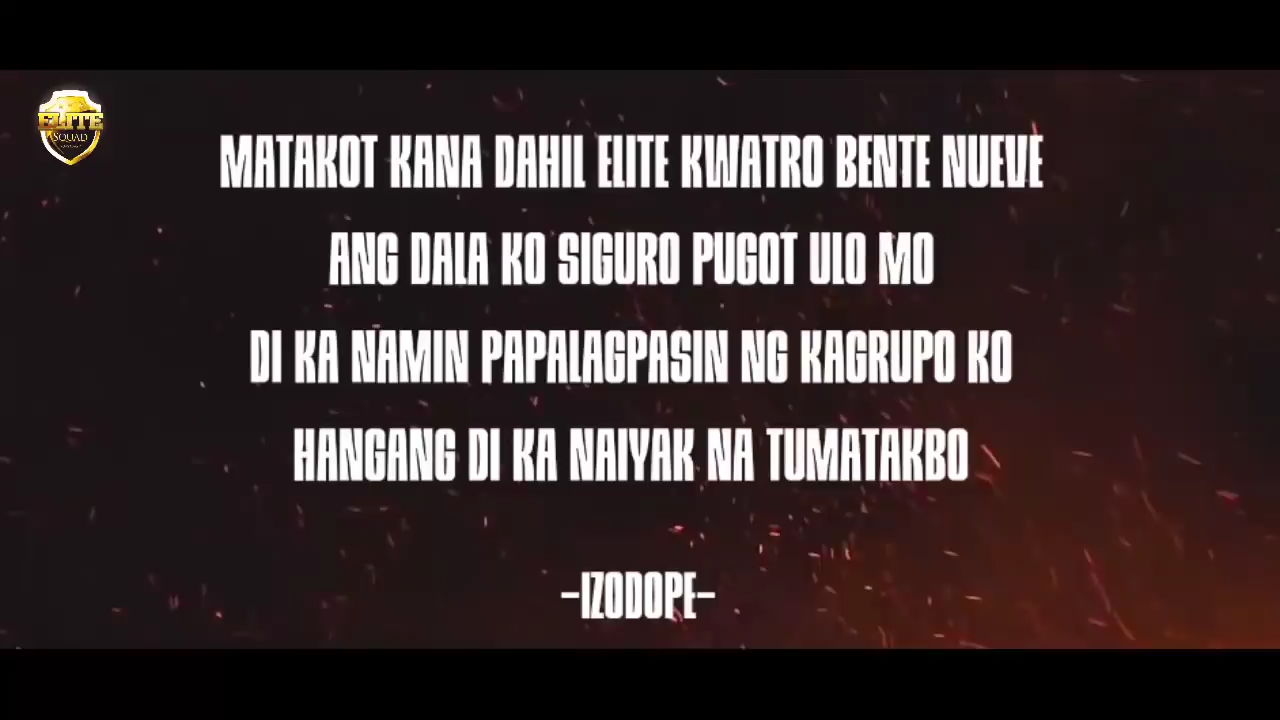 ELITE
SQUAD
MATAKOT KANA DAHIL ELITE KWATRO BENTE NUEVE
ANG DALA KO SIGURO PUGOT ULO MO
DI KA NAMIN PAPALAGPASIN NG KAGRUPO KO
HANGANG DI KA NAIYAK NA TUMATAKBO
-IZODOPE-